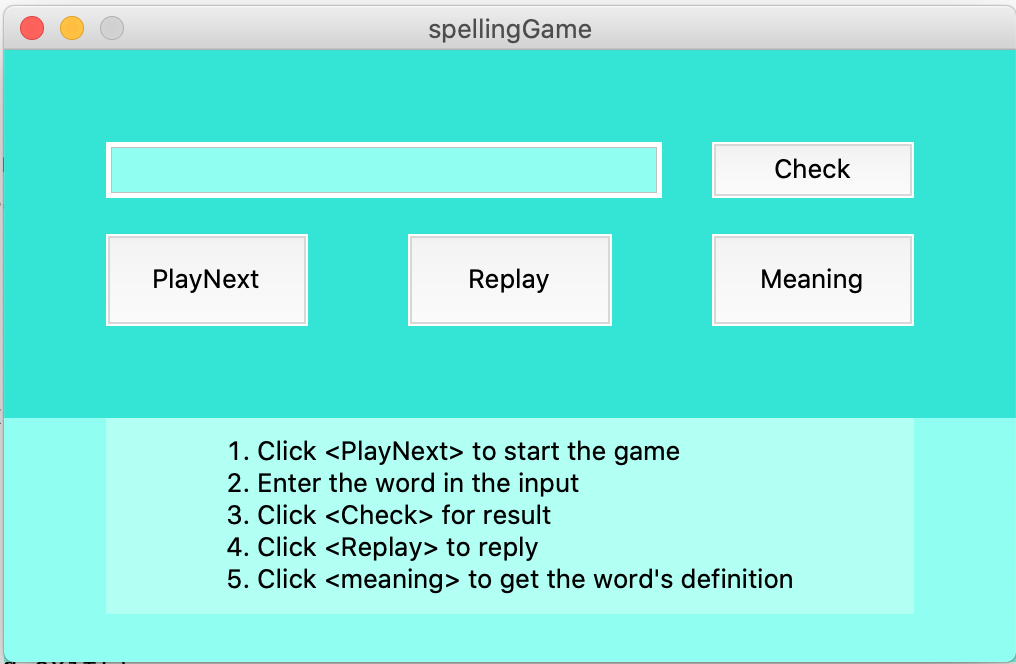 spellingGame
Check
PlayNext Replay Meaning
1. Click <PlayNext> to start the game
2. Enter the word in the input
3. Click <Check> for result
4. Click <Replay> to reply
5. Click <meaning> to get the word's definition